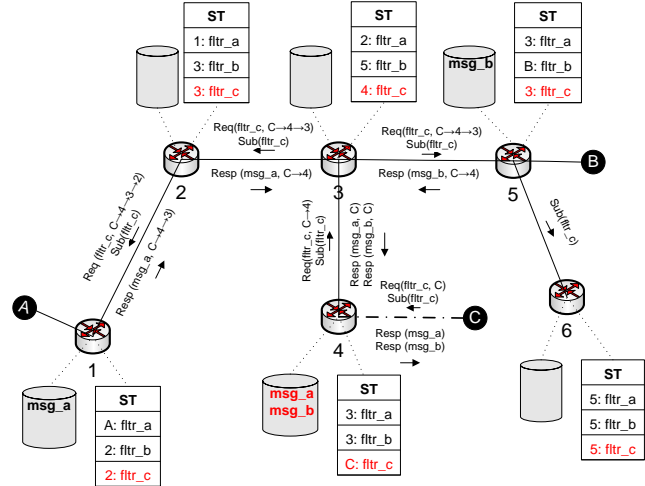 ST
1: fltr_a
3: fltr_b
3: fltr_c
ST
2: fltr_a
5: fltr_b
4: fltr_c
msg_b
ST
3: fltr_a
B: fltr_b
3: fltr_c
Req(fltr_c, C→4→3)
Sub(fltr_c)
Resp (msg_a, C→4)
2
Req(fltr_c, C→4→3)
Sub(fltr_c)
Resp (msg_b, C→4)
3
5
B
Req (fltr_c, C→4→3→2)
Sub(fltr_c)
Resp (msg_a, C→4→3)
Req(fltr_c, C→4)
Sub(fltr_c)
Resp (msg_a, C)
Resp (msg_b, C)
Sub(fltr_c)
A
1
Req(fltr_c, C)
Sub(fltr_c)
C
Resp (msg_a)
Resp (msg_b)
4
6
msg_a
ST
A: fltr_a
2: fltr_b
2: fltr_c
msg_a
msg_b
ST
3: fltr_a
3: fltr_b
C: fltr_c
ST
5: fltr_a
5: fltr_b
5: fltr_c